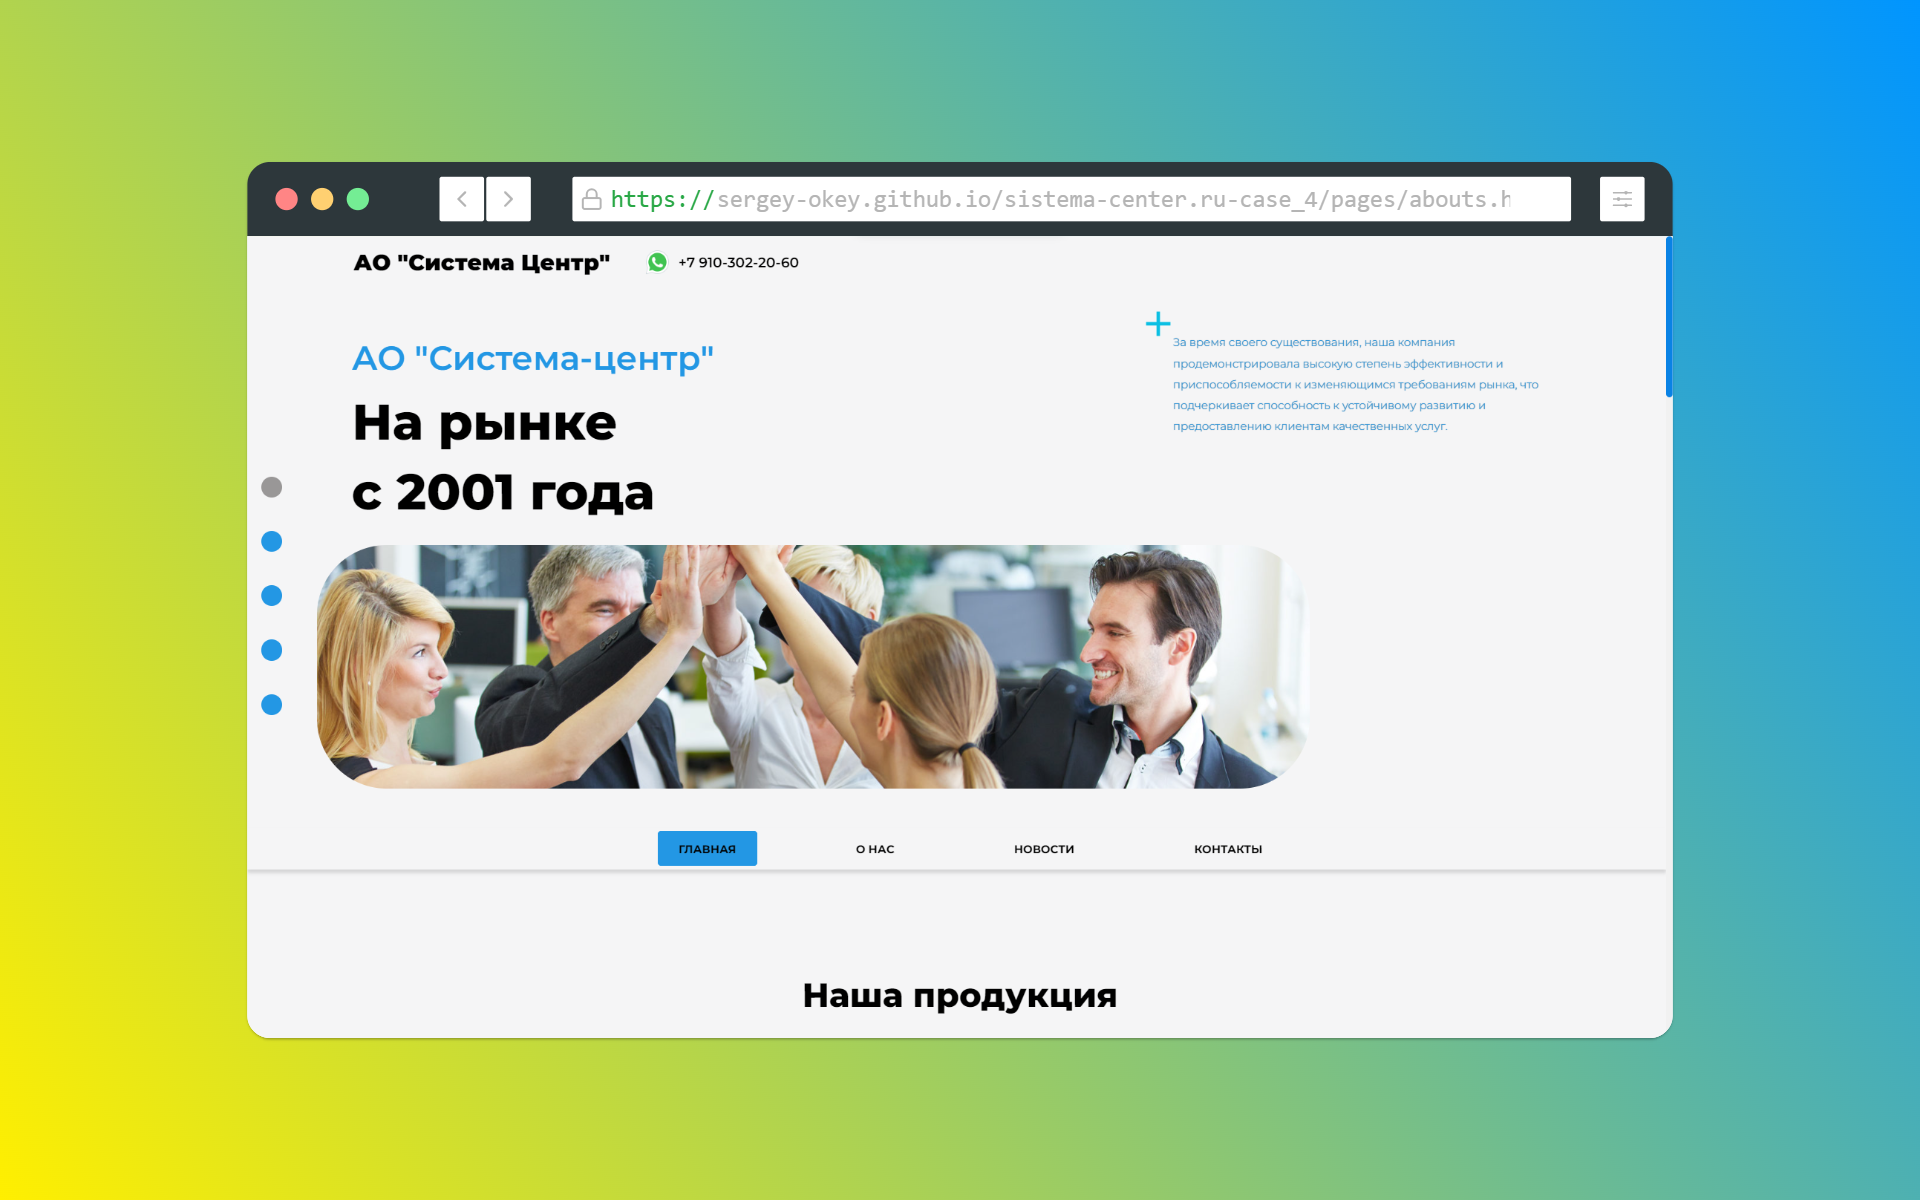 https://sergey-okey.github.io/sistema-center.ru-case_4/pages/abouts.h
АО "Система Центр"
+7 910-302-20-60
АО "Система-центр"
На рынке
с 2001 года
За время своего существования, наша компания
продемонстрировала высокую степень эффективности и
приспособляемости к изменяющимся требованиям рынка, что
подчеркивает способность к устойчивому развитию и
предоставлению клиентам качественных услуг.
ГЛАВНАЯ
О НАС
НОВОСТИ
КОНТАКТЫ
Наша продукция